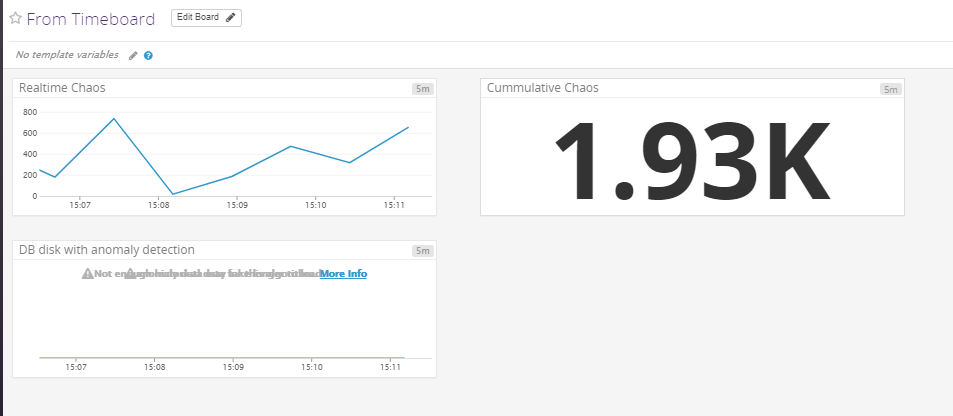 From Timeboard Edit Board
No template variables
Realtime Chaos 5m
800
600
400
200
0
15:07 15:08 15:09 15:10 15:11
Cummulative Chaos 5m
1.93K
DB disk with anomaly detection 5m
Not More Info
15:07 15:08 15:09 15:10 15:11